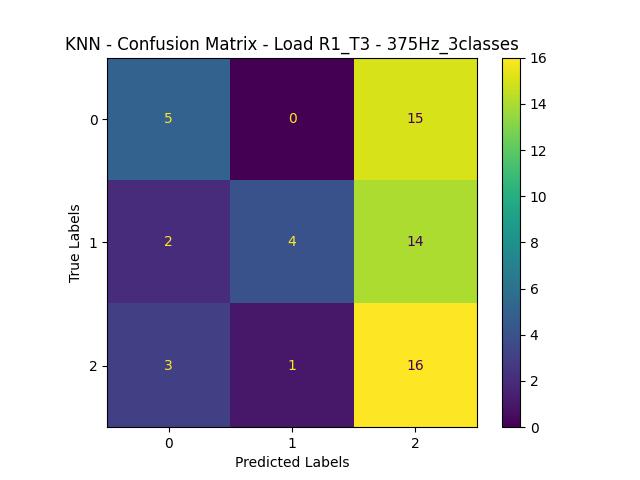 KNN - Confusion Matrix - Load R1_T3 - 375Hz_3classes
0 5 0 15
1 2 4 14
2 3 1 16
0 1 2
True Labels
Predicted Labels
16
14
12
10
8
6
4
2
0